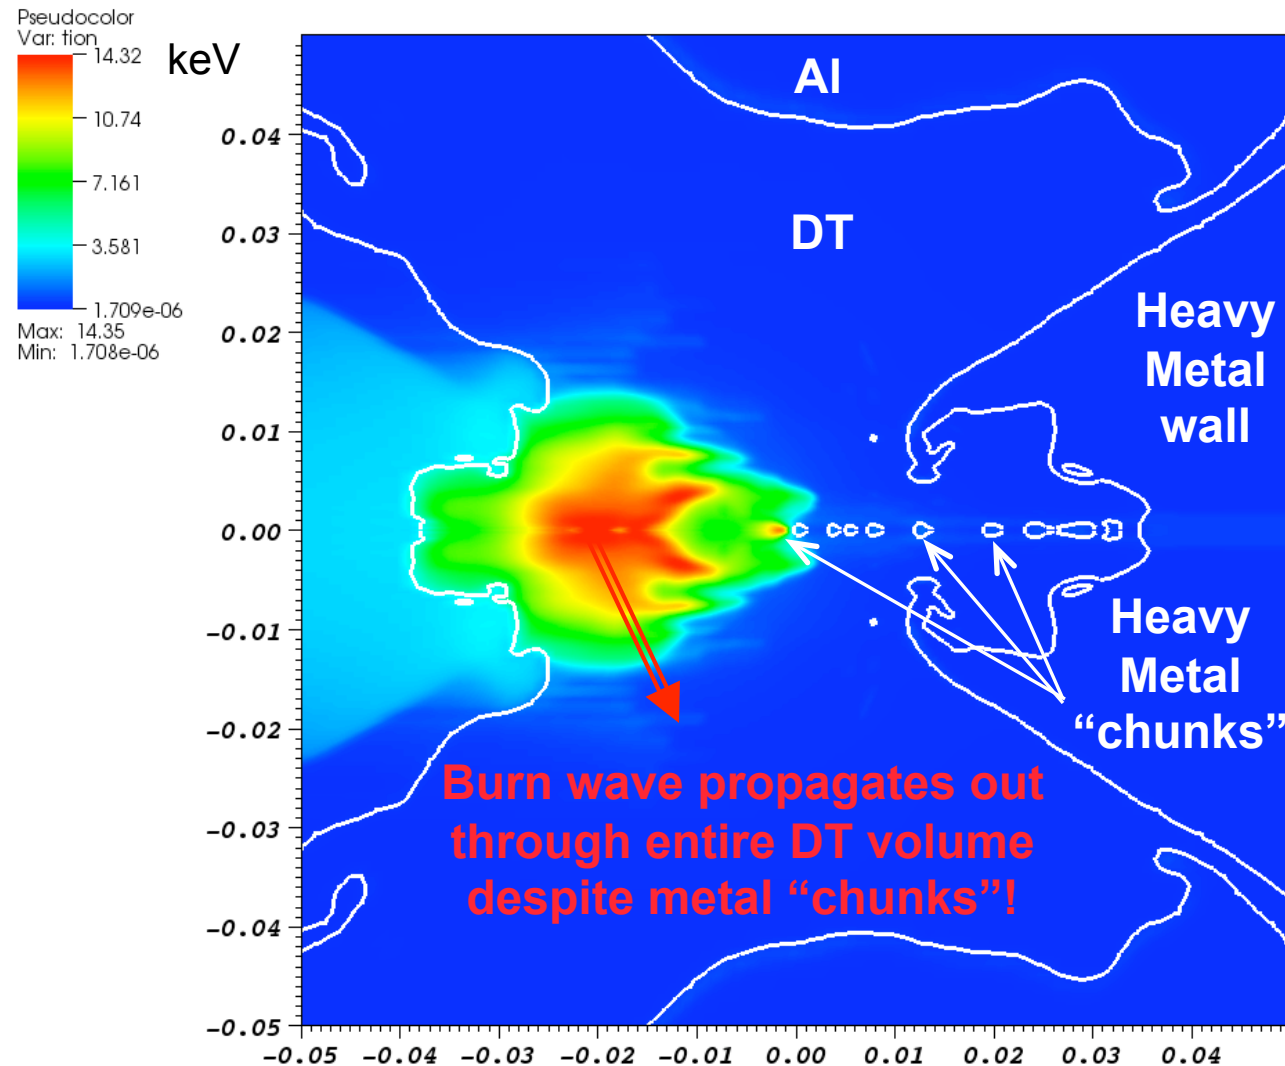 Pseudocolor
Var: tion
keV
14.32
10.74
7.161
3.581
1.709e-06
Max: 14.35
Min: 1.708e-06
Al
DT
Heavy
Metal
wall
Heavy
Metal
“chunks”
Burn wave propagates out
through entire DT volume
despite metal “chunks”!
0.04
0.03
0.02
0.01
0.00
-0.01
-0.02
-0.03
-0.04
-0.05
-0.05 -0.04 -0.03 -0.02 -0.01 0.00 0.01 0.02 0.03 0.04